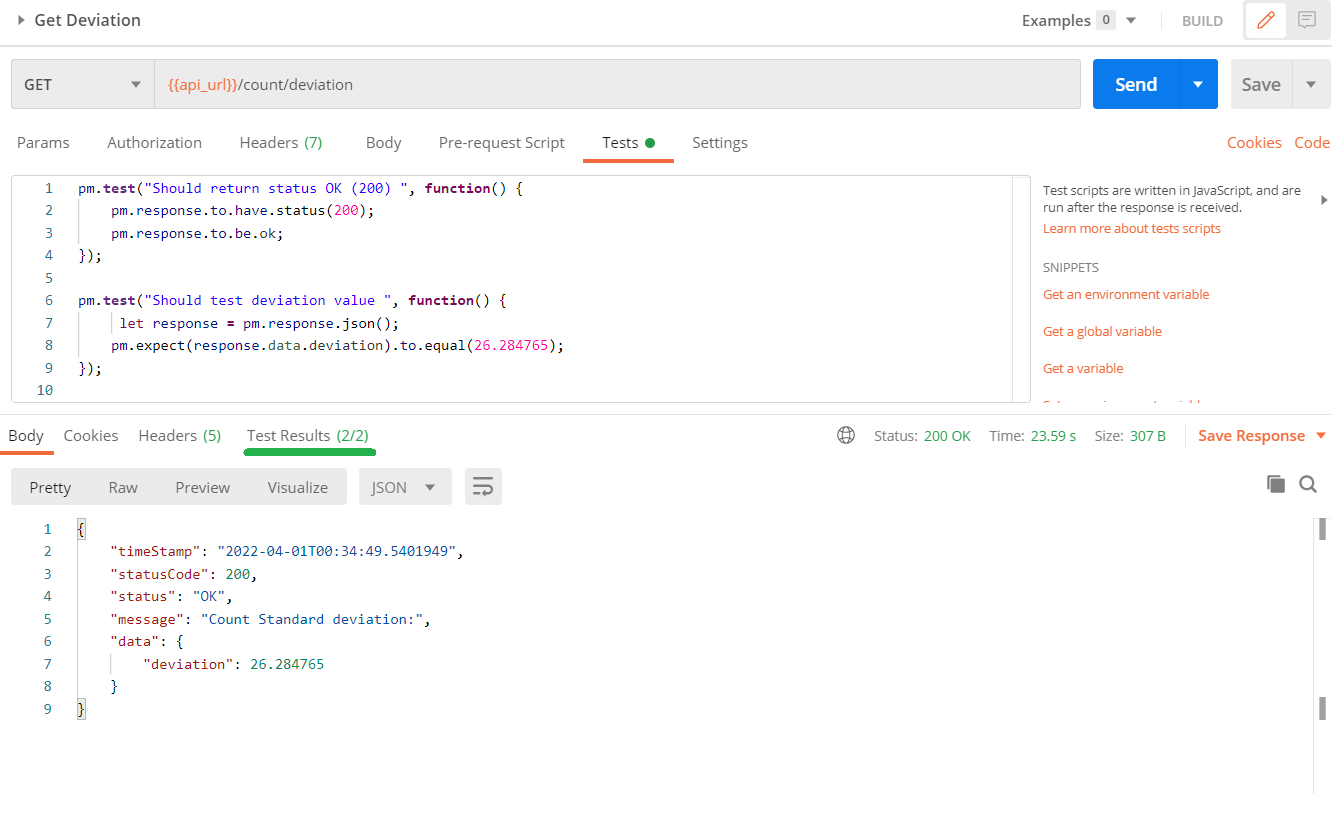 Get Deviation
Examples 0
BUILD
GET
{{api_url}}/count/deviation
Send
Save
Params Authorization Headers (7) Body Pre-request Script Tests Settings
Cookies Code
1 pm.test("Should return status OK (200) ", function() {
2 pm.response.to.have.status(200);
3 pm.response.to.be.ok;
4 });
5
6 pm.test("Should test deviation value ", function() {
7 let response = pm.response.json();
8 pm.expect(response.data.deviation).to.equal(26.284765);
9 });
10
Test scripts are written in JavaScript, and are
run after the response is received.
Learn more about tests scripts
SNIPPETS
Get an environment variable
Get a global variable
Get a variable
Body Cookies Headers (5) Test Results (2/2)
Status: 200 OK Time: 23.59 s Size: 307 B
Save Response
Pretty Raw Preview Visualize JSON
1 {
2 "timeStamp": "2022-04-01T00:34:49.5401949",
3 "statusCode": 200,
4 "status": "OK",
5 "message": "Count Standard deviation:",
6 "data": {
7 "deviation": 26.284765
8 }
9 }